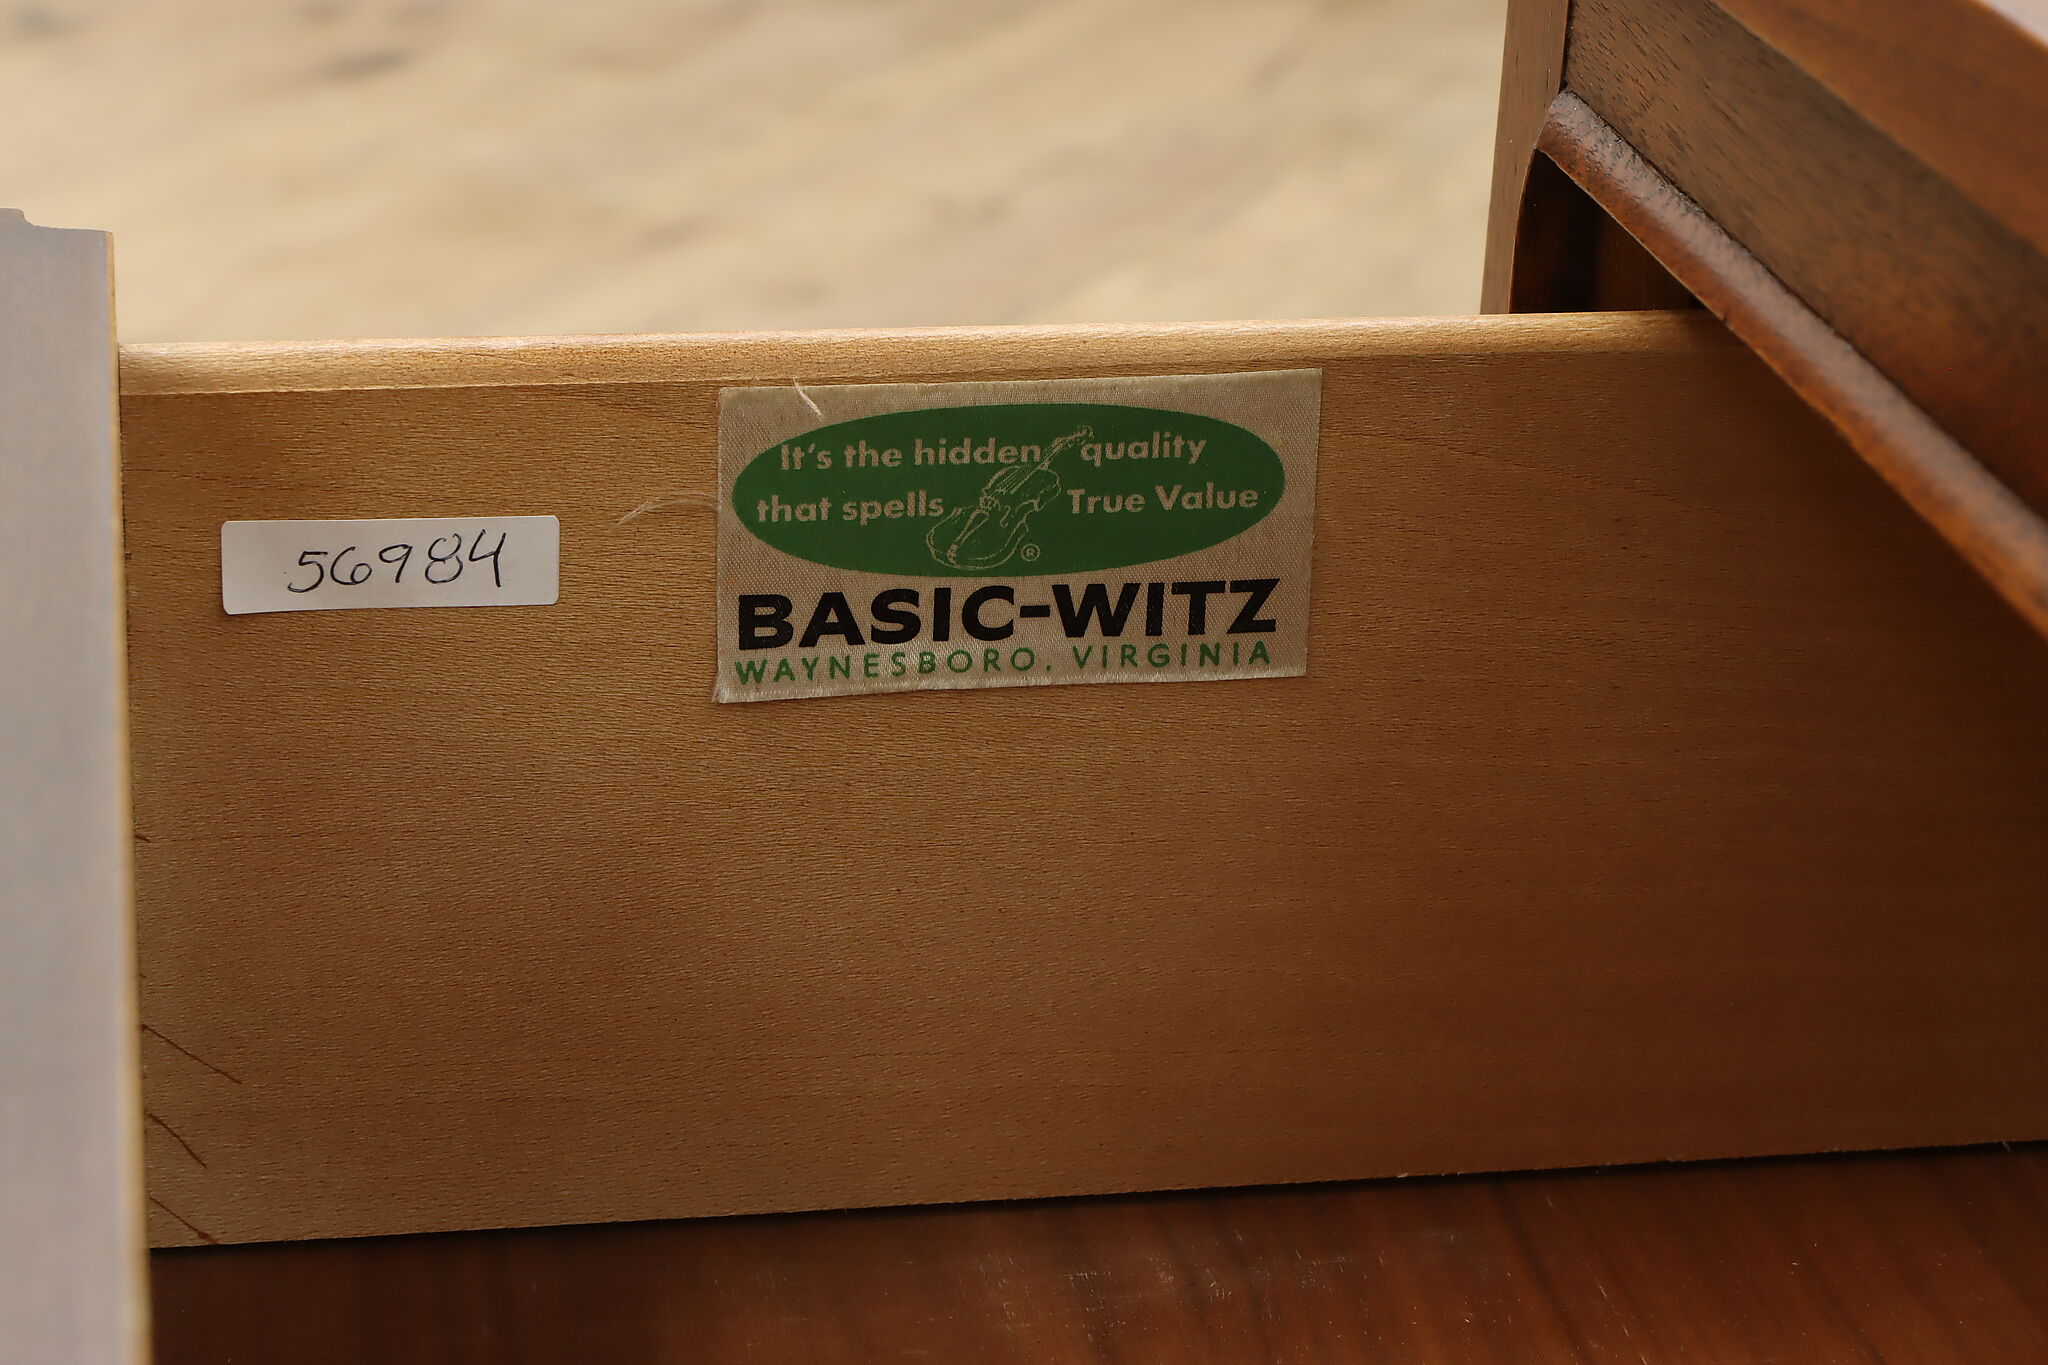 56984
It's the hidden quality
that spells True Value
®
BASIC-WITZ
WAYNESBORO, VIRGINIA